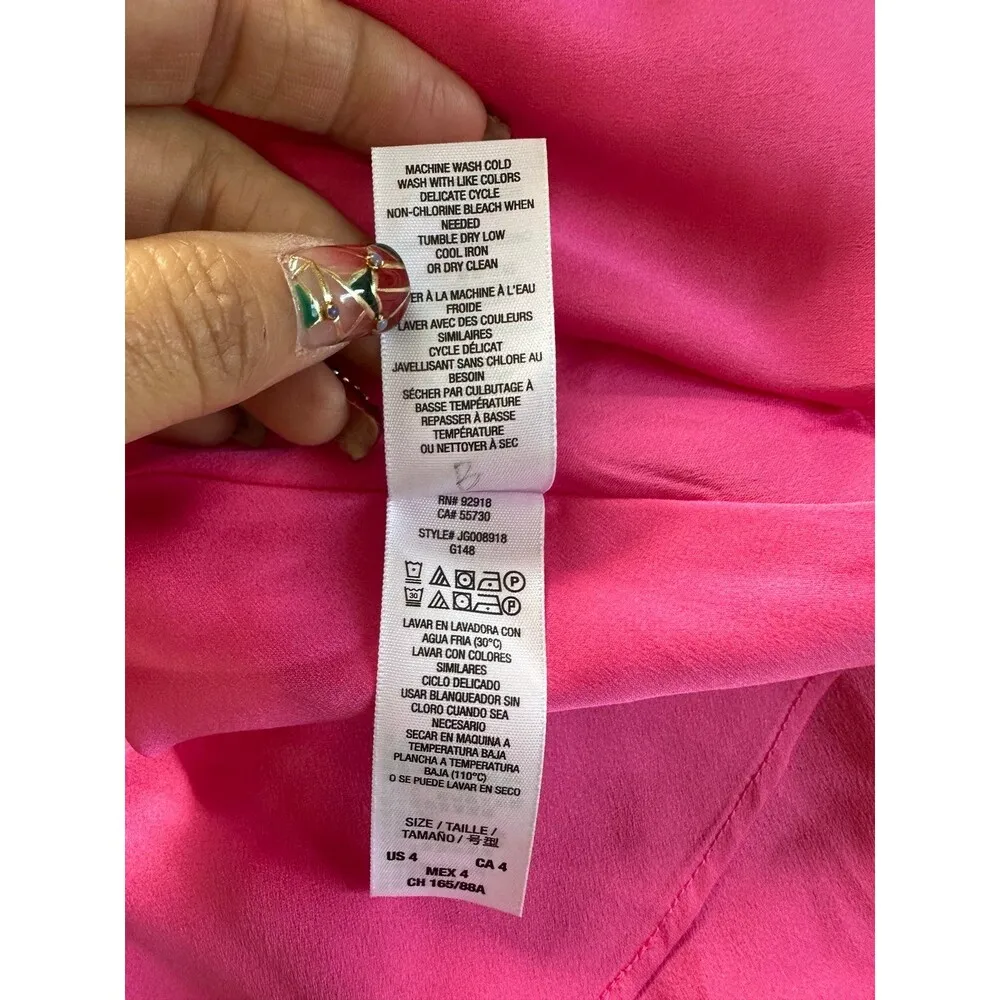 MACHINE WASH COLD
WASH WITH LIKE COLORS
DELICATE CYCLE
NON-CHLORINE BLEACH WHEN
NEEDED
TUMBLE DRY LOW
COOL IRON
OR DRY CLEAN
ER À LA MACHINE À L'EAU
FROIDE
LAVER AVEC DES COULEURS
SIMILAIRES
CYCLE DÉLICAT
JAVELLISANT SANS CHLORE AU
BESOIN
SÉCHER PAR CULBUTAGE À
BASSE TEMPÉRATURE
REPASSER À BASSE
TEMPÉRATURE
OU NETTOYER À SEC
B
RN# 92918
CA# 55730
STYLE# JG008918
G148
P
30 P
LAVAR EN LAVADORA CON
AGUA FRIA (30°C)
LAVAR CON COLORES
SIMILARES
CICLO DELICADO
USAR BLANQUEADOR SIN
CLORO CUANDO SEA
NECESARIO
SECAR EN MAQUINA A
TEMPERATURA BAJA
PLANCHA A TEMPERATURA
BAJA (110°C)
O SE PUEDE LAVAR EN SECO
SIZE / TAILLE /
TAMAÑO / 号型
US 4 CA 4
MEX 4
CH 165/88A